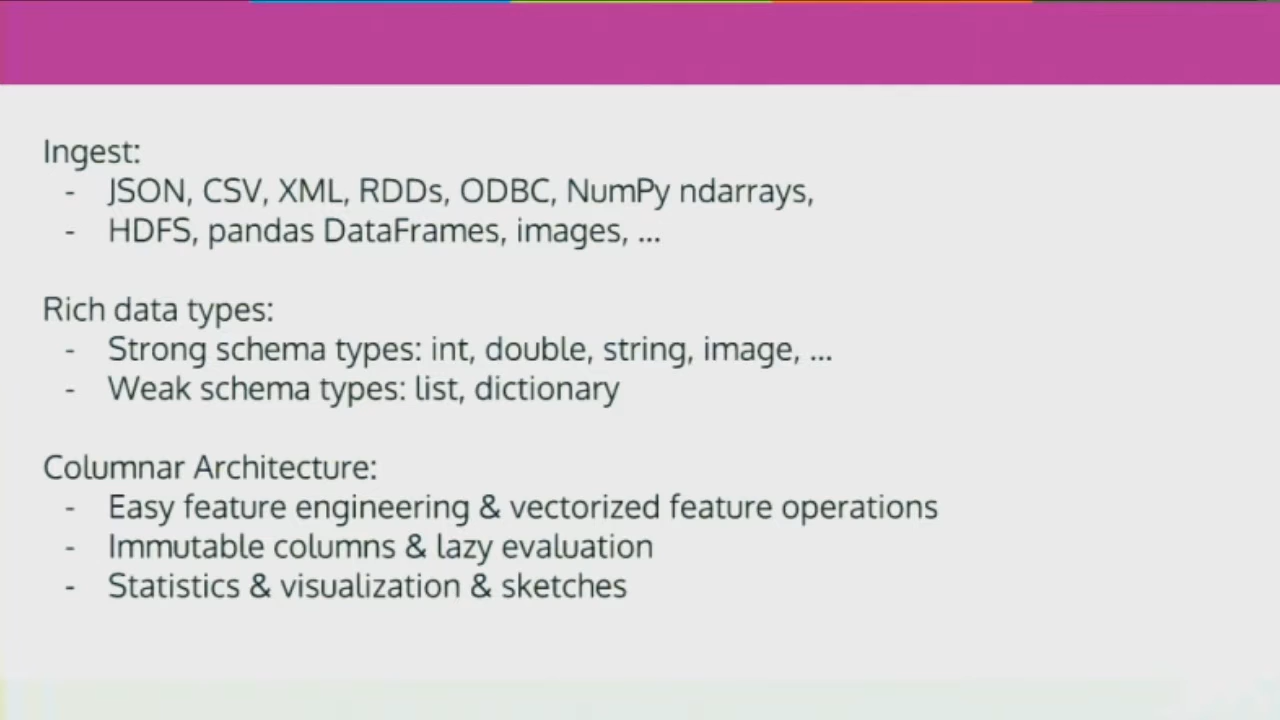 Ingest:
- JSON, CSV, XML, RDDs, ODBC, NumPy ndarrays,
- HDFS, pandas DataFrames, images, ...
Rich data types:
- Strong schema types: int, double, string, image, ...
- Weak schema types: list, dictionary
Columnar Architecture:
- Easy feature engineering & vectorized feature operations
- Immutable columns & lazy evaluation
- Statistics & visualization & sketches